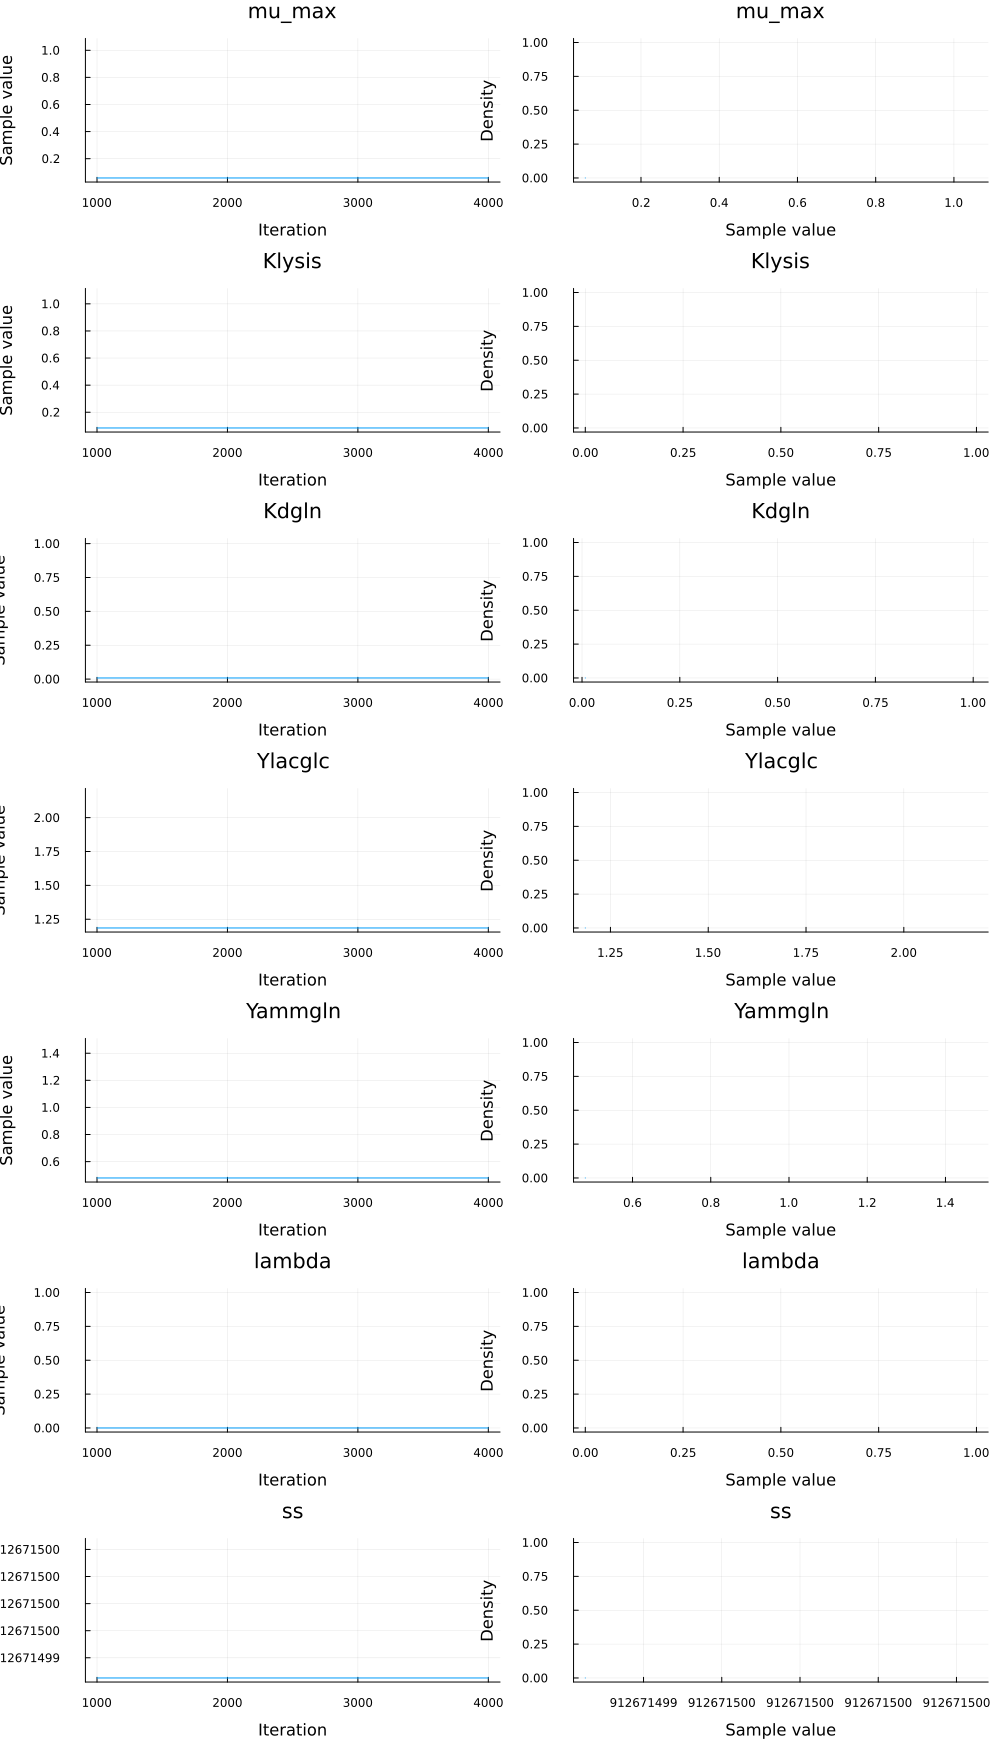 mu_max
mu_max
Sample value
1.0
0.8
0.6
0.4
0.2
1000 2000 3000 4000
Iteration
Density
1.00
0.75
0.50
0.25
0.00
0.2 0.4 0.6 0.8 1.0
Sample value
Klysis
Klysis
Sample value
1.0
0.8
0.6
0.4
0.2
1000 2000 3000 4000
Iteration
Density
1.00
0.75
0.50
0.25
0.00
0.00 0.25 0.50 0.75 1.00
Sample value
Kdgln
Kdgln
Sample value
1.00
0.75
0.50
0.25
0.00
1000 2000 3000 4000
Iteration
Density
1.00
0.75
0.50
0.25
0.00
0.00 0.25 0.50 0.75 1.00
Sample value
Ylacglc
Ylacglc
Sample value
2.00
1.75
1.50
1.25
1000 2000 3000 4000
Iteration
Density
1.00
0.75
0.50
0.25
0.00
1.25 1.50 1.75 2.00
Sample value
Yammgln
Yammgln
Sample value
1.4
1.2
1.0
0.8
0.6
1000 2000 3000 4000
Iteration
Density
1.00
0.75
0.50
0.25
0.00
0.6 0.8 1.0 1.2 1.4
Sample value
lambda
lambda
Sample value
1.00
0.75
0.50
0.25
0.00
1000 2000 3000 4000
Iteration
Density
1.00
0.75
0.50
0.25
0.00
0.00 0.25 0.50 0.75 1.00
Sample value
ss
ss
12671500
12671500
12671500
12671500
12671499
1000 2000 3000 4000
Iteration
Density
1.00
0.75
0.50
0.25
0.00
912671499 912671500 912671500 912671500 912671500
Sample value